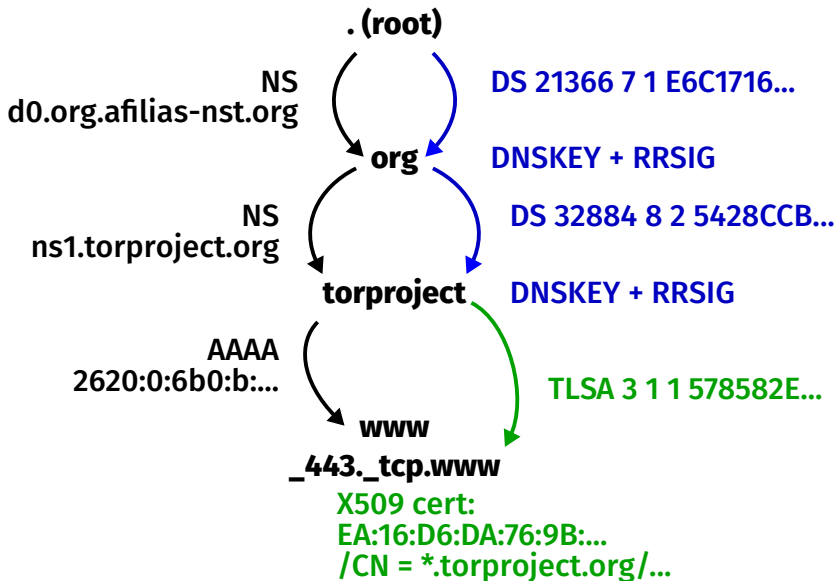 . (root)
NS
d0.org.afilias-nst.org
DS 21366 7 1 E6C1716...
org
DNSKEY + RRSIG
NS
ns1.torproject.org
DS 32884 8 2 5428CCB...
torproject
DNSKEY + RRSIG
AAAA
2620:0:6b0:b:...
TLSA 3 1 1 578582E...
www
_443._tcp.www
X509 cert:
EA:16:D6:DA:76:9B:...
/CN = *.torproject.org/...